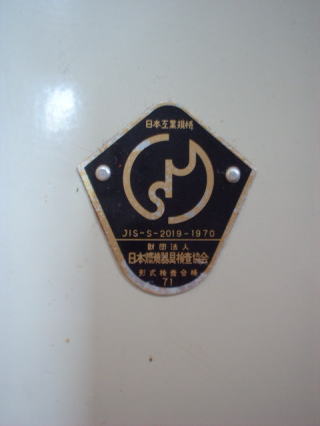 日本工業規格
JIS-S-2019-1970
財団法人
日本燃焼器具検査協会
形式検査合格
71